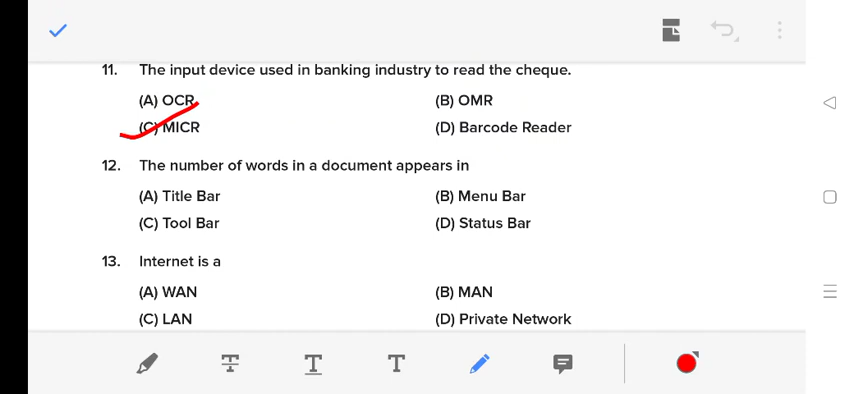 11. The input device used in banking industry to read the cheque.
(A) OCR (B) OMR
(C) MICR (D) Barcode Reader
12. The number of words in a document appears in
(A) Title Bar (B) Menu Bar
(C) Tool Bar (D) Status Bar
13. Internet is a
(A) WAN (B) MAN
(C) LAN (D) Private Network
T T T